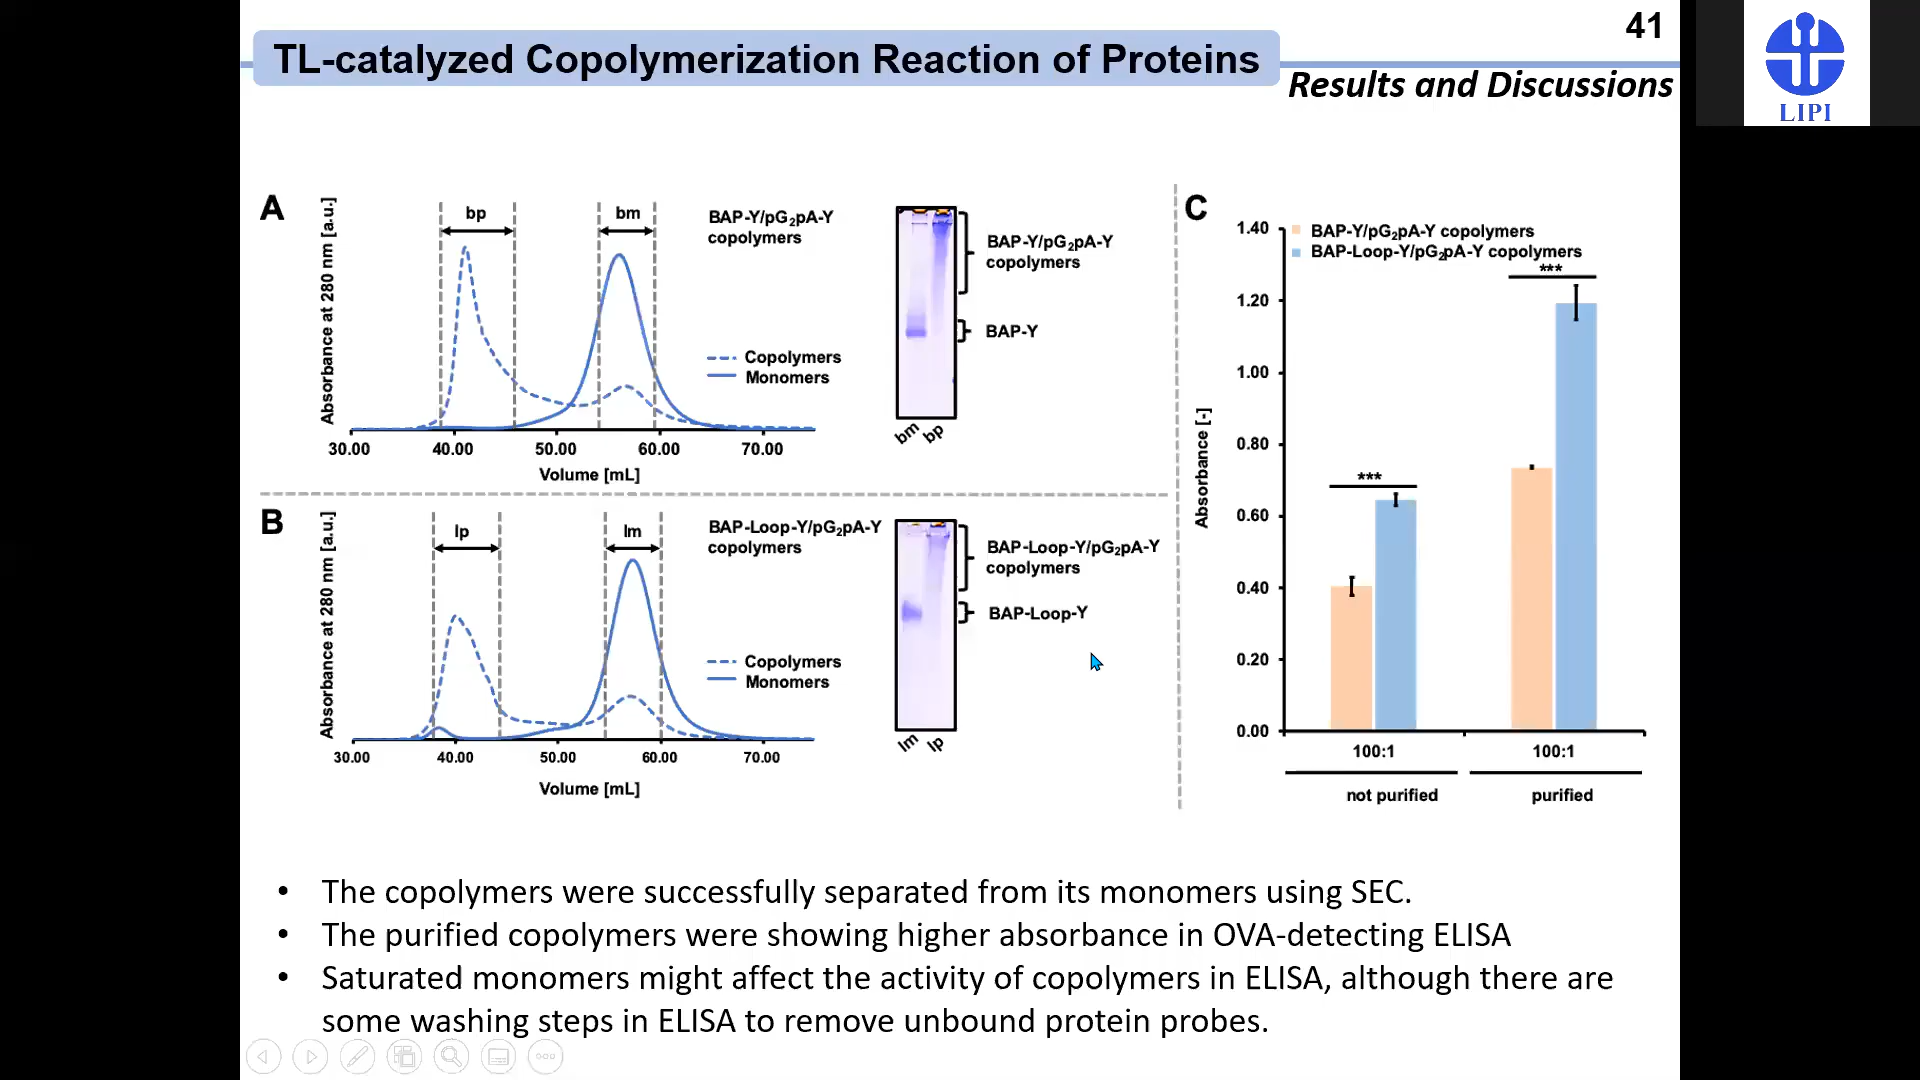 41
TL-catalyzed Copolymerization Reaction of Proteins
Results and Discussions
LIPI
A
Absorbance at 280 nm [a.u.]
bp
bm
BAP-Y/pG₂pA-Y
copolymers
Copolymers
Monomers
30.00 40.00 50.00 60.00 70.00
Volume [mL]
BAP-Y/pG₂pA-Y
copolymers
BAP-Y
bm bp
B
Absorbance at 280 nm [a.u.]
lp
lm
BAP-Loop-Y/pG₂pA-Y
copolymers
Copolymers
Monomers
30.00 40.00 50.00 60.00 70.00
Volume [mL]
BAP-Loop-Y/pG₂pA-Y
copolymers
BAP-Loop-Y
lm lp
C
Absorbance [-]
1.40
1.20
1.00
0.80
0.60
0.40
0.20
0.00
BAP-Y/pG₂pA-Y copolymers
BAP-Loop-Y/pG₂pA-Y copolymers
***
***
100:1 100:1
not purified purified
• The copolymers were successfully separated from its monomers using SEC.
• The purified copolymers were showing higher absorbance in OVA-detecting ELISA
• Saturated monomers might affect the activity of copolymers in ELISA, although there are
some washing steps in ELISA to remove unbound protein probes.